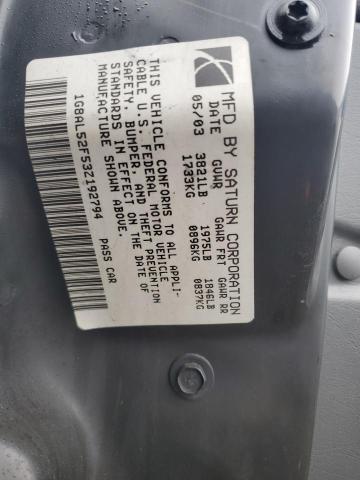 MFD BY SATURN CORPORATION
DATE GVWR GAWR FRT GAWR RR
05/03 3821LB 1975LB 1846LB
1733KG 0896KG 0837KG
THIS VEHICLE CONFORMS TO ALL APPLI-
CABLE U.S. FEDERAL MOTOR VEHICLE
SAFETY, BUMPER, AND THEFT PREVENTION
STANDARDS IN EFFECT ON THE DATE OF
MANUFACTURE SHOWN ABOVE.
1G8AL52F53Z192794 PASS CAR